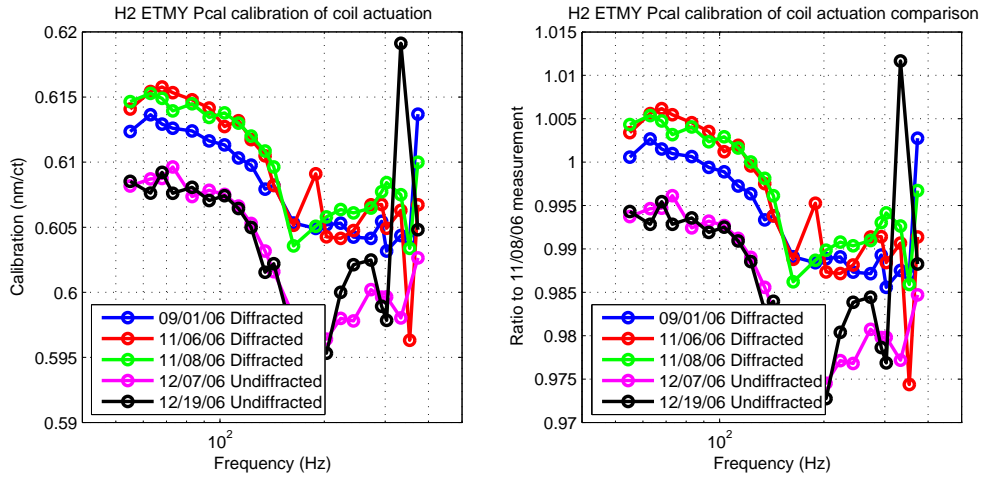 H2 ETMY Pcal calibration of coil actuation
0.62
0.615
0.61
0.605
0.6
0.595
0.59
Calibration (nm/ct)
09/01/06 Diffracted
11/06/06 Diffracted
11/08/06 Diffracted
12/07/06 Undiffracted
12/19/06 Undiffracted
10^2
Frequency (Hz)
H2 ETMY Pcal calibration of coil actuation comparison
1.015
1.01
1.005
1
0.995
0.99
0.985
0.98
0.975
0.97
Ratio to 11/08/06 measurement
09/01/06 Diffracted
11/06/06 Diffracted
11/08/06 Diffracted
12/07/06 Undiffracted
12/19/06 Undiffracted
10^2
Frequency (Hz)